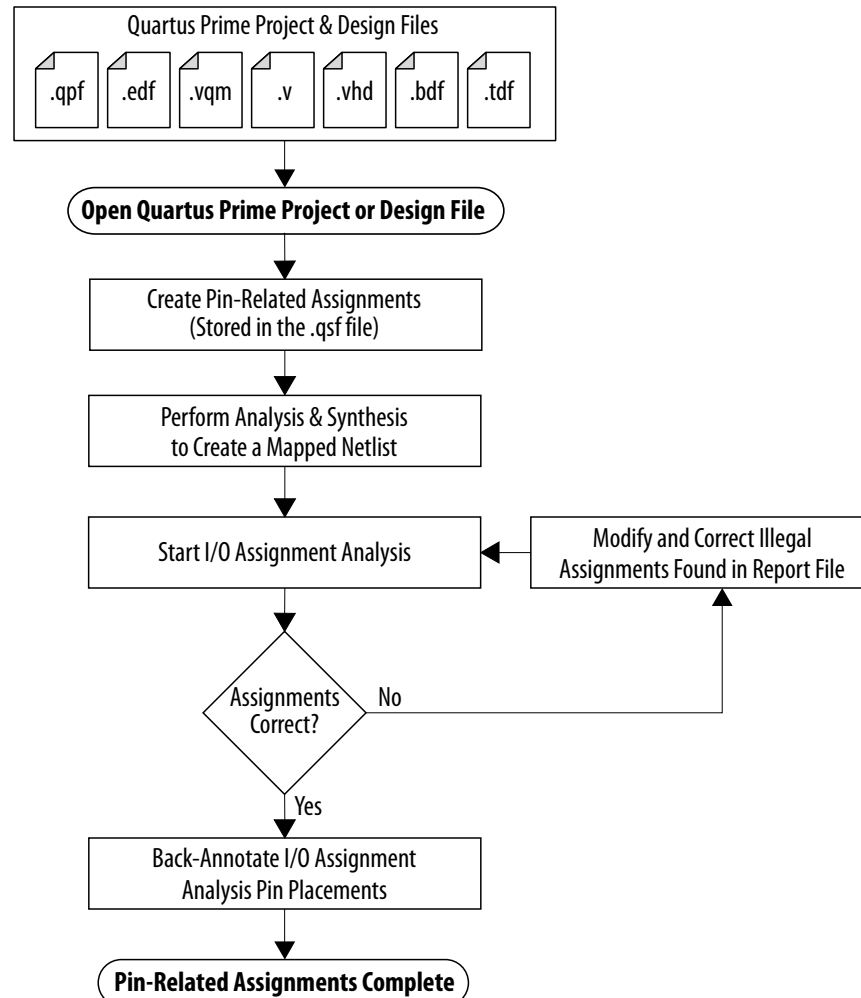 Quartus Prime Project & Design Files
.qpf .edf .vqm .v .vhd .bdf .tdf
Open Quartus Prime Project or Design File
Create Pin-Related Assignments
(Stored in the .qsf file)
Perform Analysis & Synthesis
to Create a Mapped Netlist
Start I/O Assignment Analysis
Modify and Correct Illegal
Assignments Found in Report File
Assignments
Correct?
No
Yes
Back-Annotate I/O Assignment
Analysis Pin Placements
Pin-Related Assignments Complete